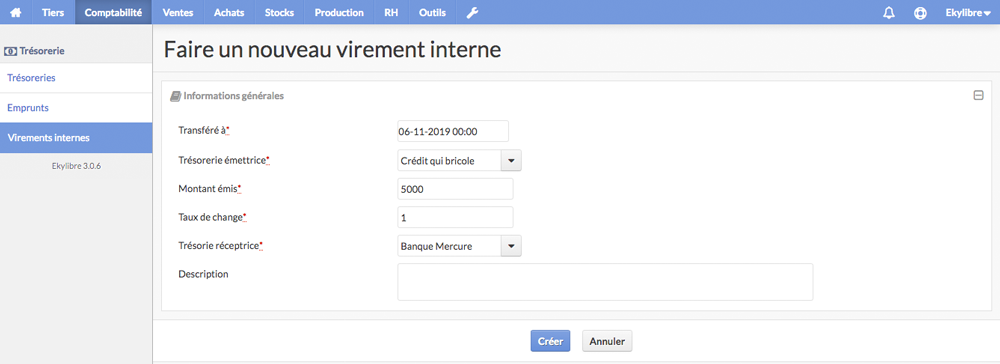 Tiers Comptabilité Ventes Achats Stocks Production RH Outils Ekylibre
Trésorerie
Trésoreries
Emprunts
Virements internes
Ekylibre 3.0.6
Faire un nouveau virement interne
Informations générales
Transféré à* 06-11-2019 00:00
Trésorerie émettrice* Crédit qui bricole
Montant émis* 5000
Taux de change* 1
Trésorie réceptrice* Banque Mercure
Description
Créer Annuler